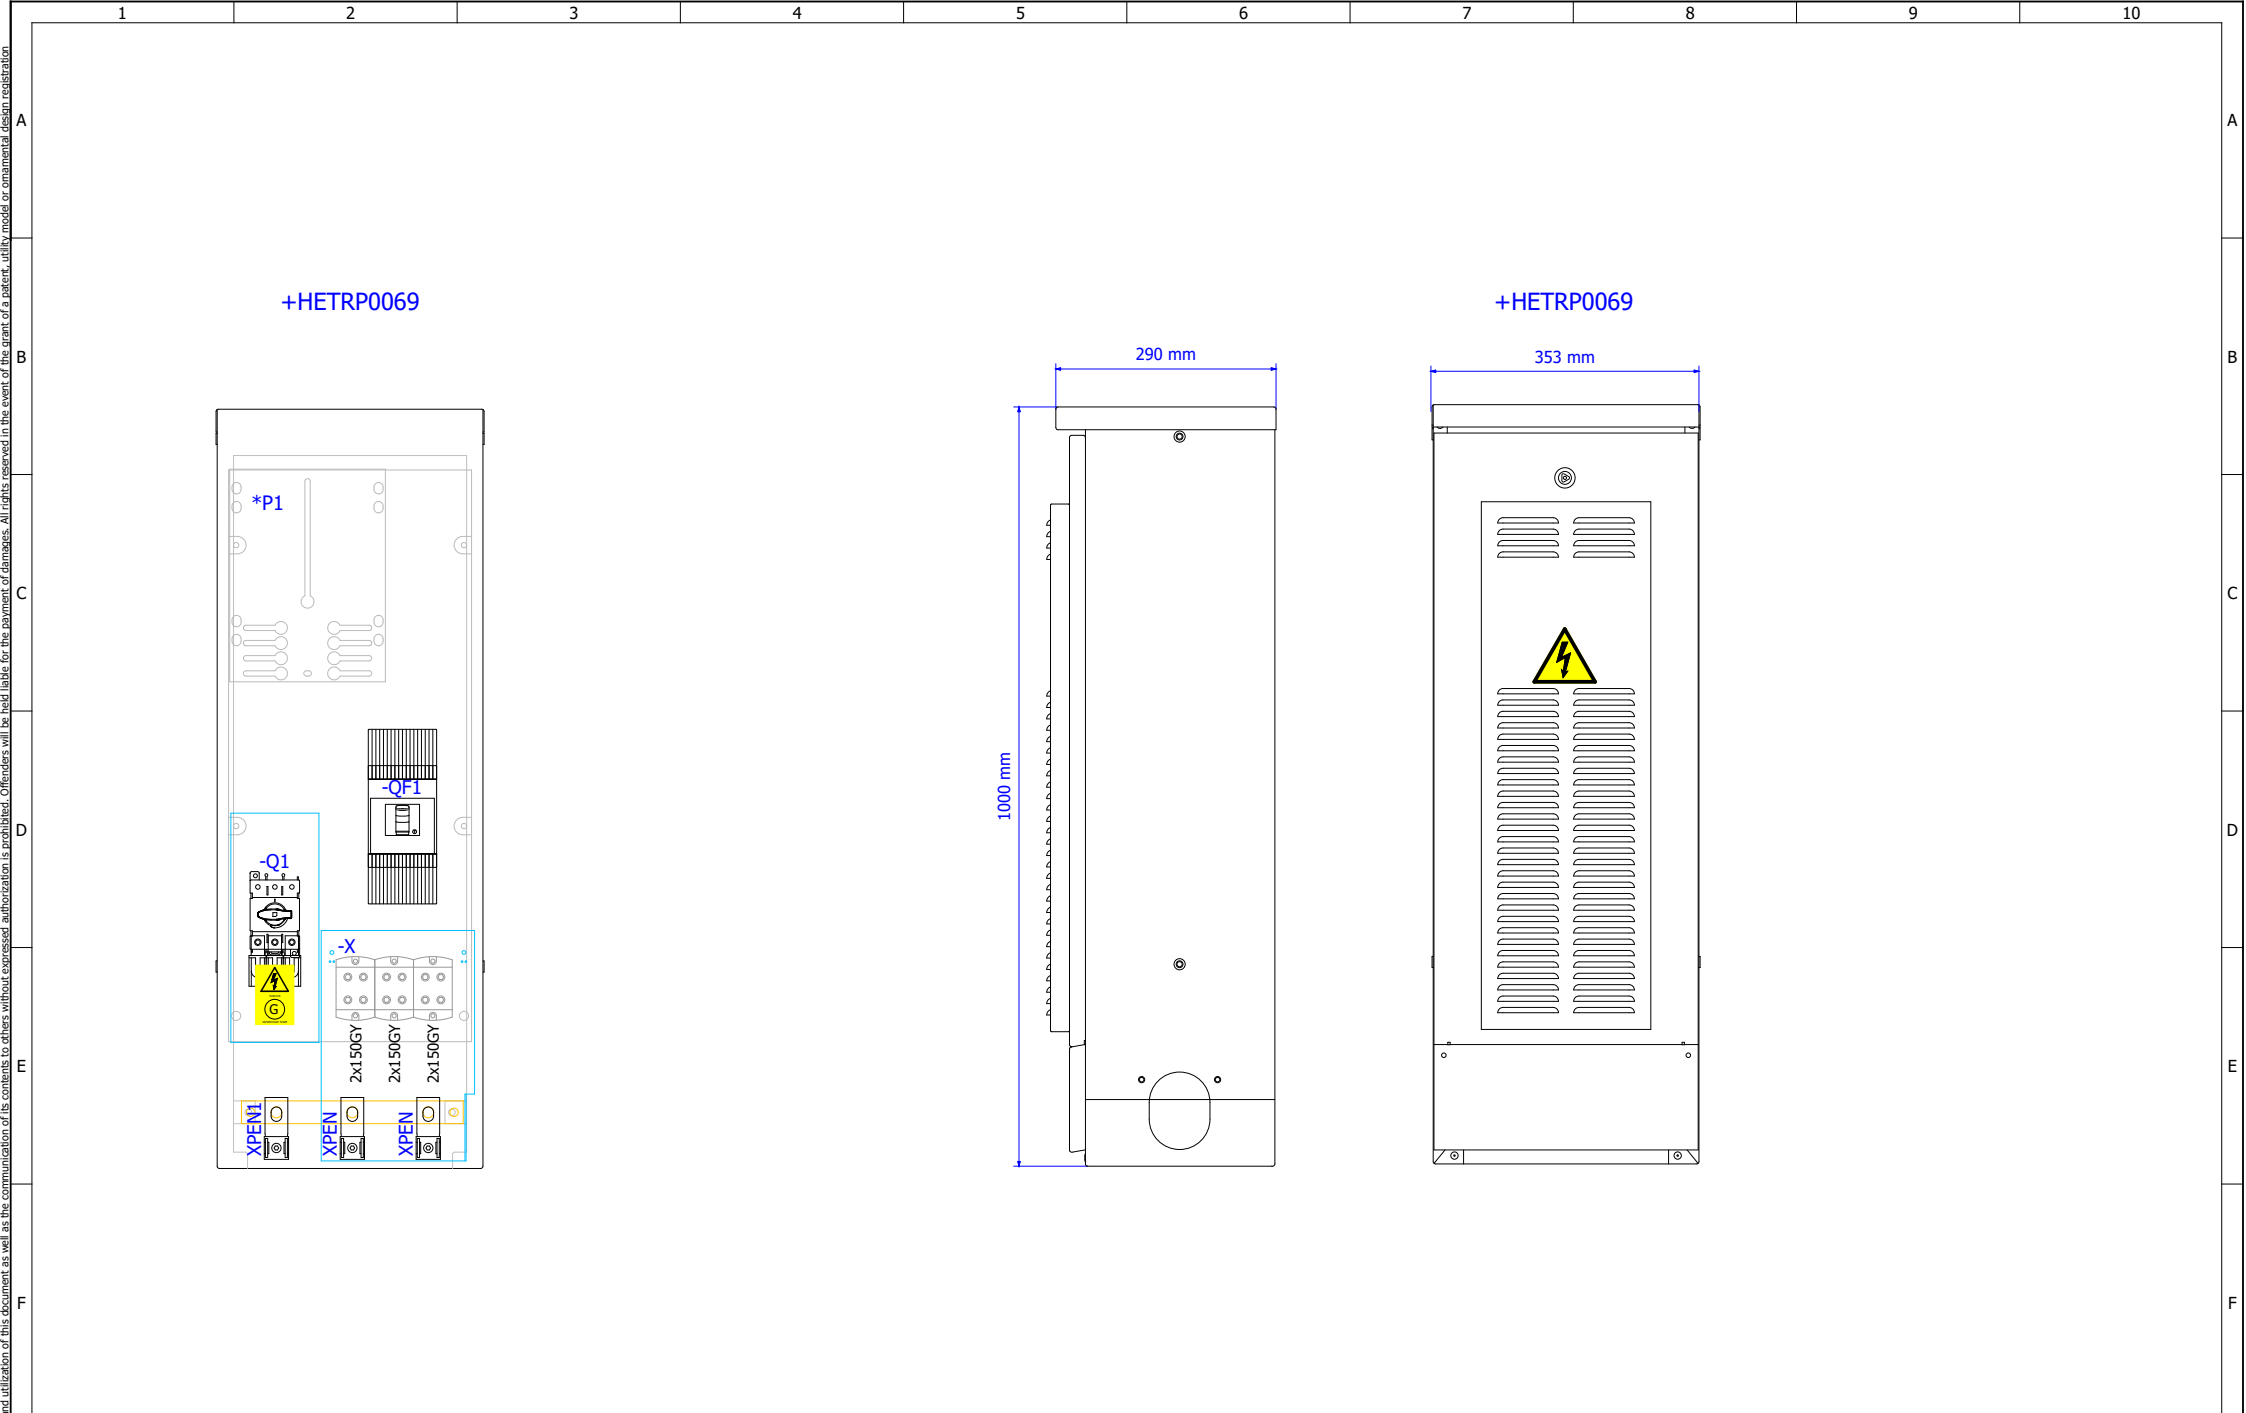 1 2 3 4 5 6 7 8 9 10
A A
B B
C C
D D
E E
F F
nd utilization of this document as well as the communication of its contents to others without expressed authorization is prohibited. Offenders will be held liable for the payment of damages. All rights reserved in the event of the grant of a patent, utility model or ornamental design registration
+HETRP0069
*P1
-QF1
-Q1
-X
G
2x150GY
2x150GY
2x150GY
XPEN1
XPEN
XPEN
290 mm
1000 mm
+HETRP0069
353 mm